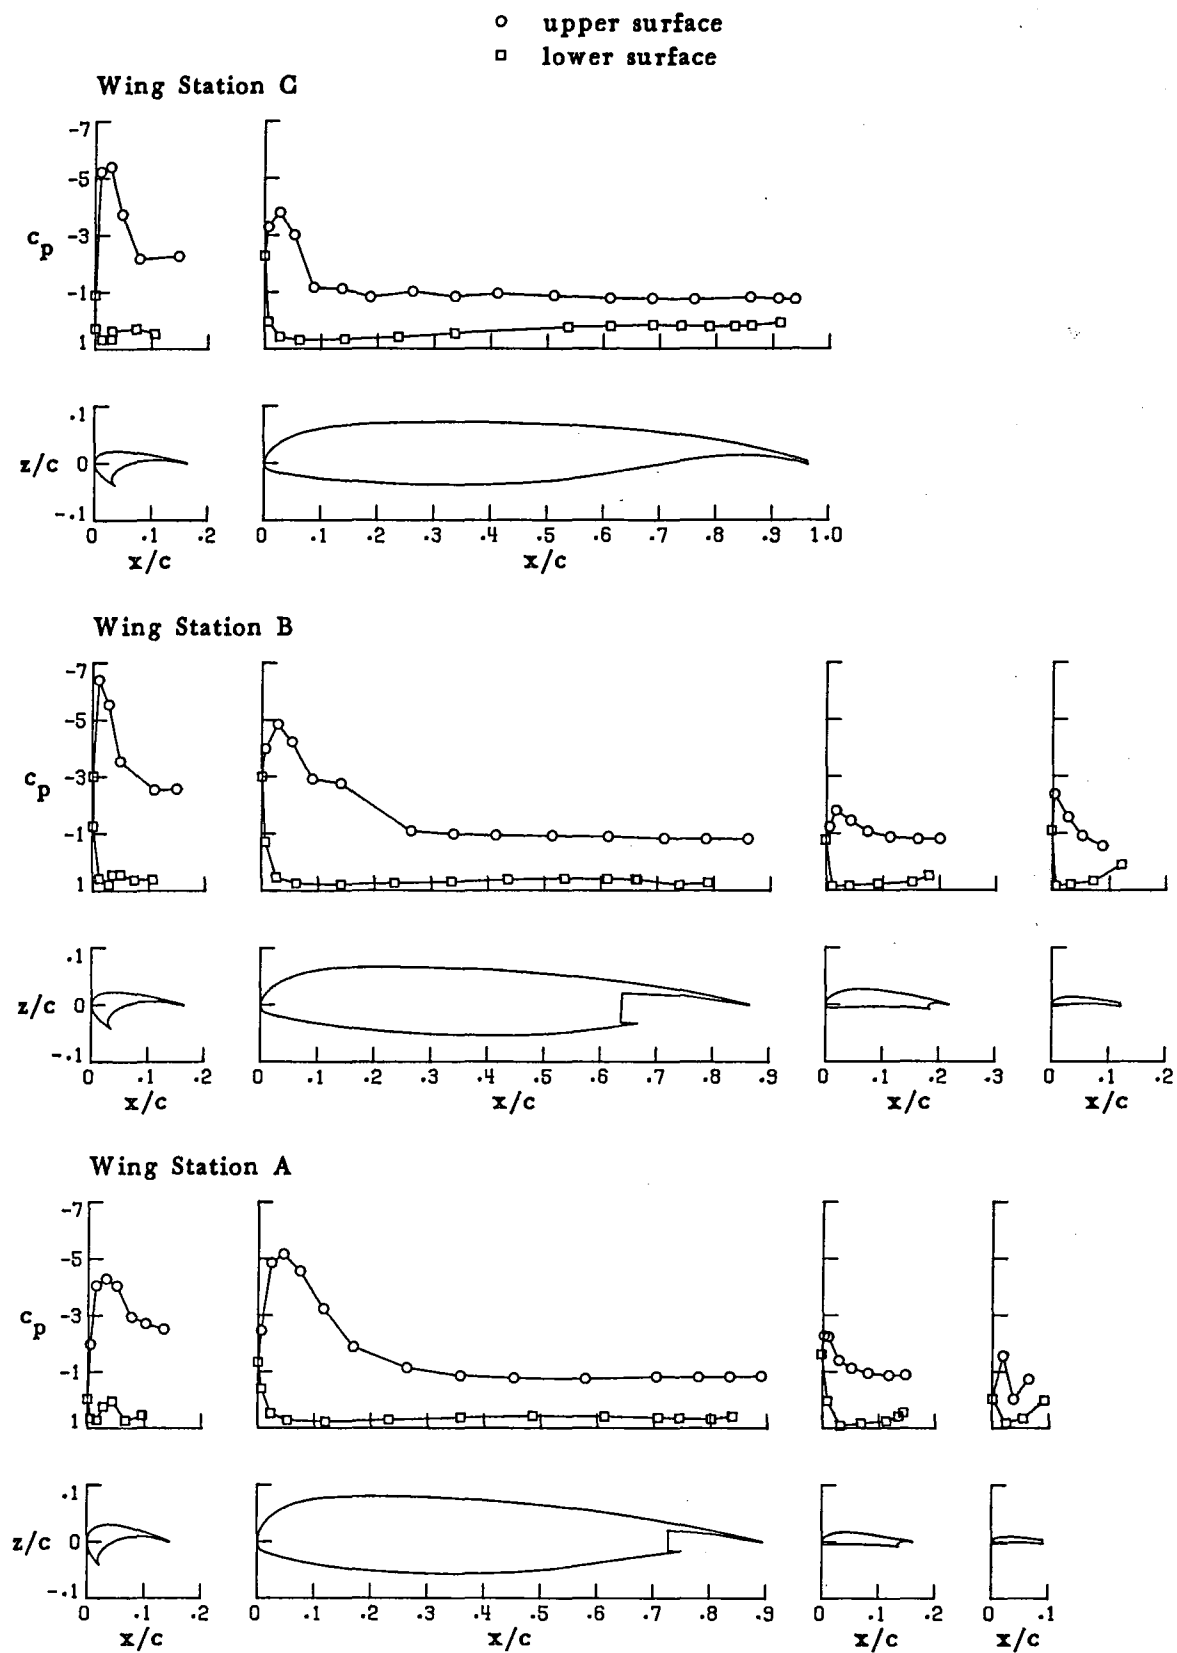 upper surface
lower surface
Wing Station C
-7
-5
-3
-1
1
c_p
.1
0
-.1
z/c
0 .1 .2
x/c
0 .1 .2 .3 .4 .5 .6 .7 .8 .9 1.0
x/c
Wing Station B
-7
-5
-3
-1
1
c_p
.1
0
-.1
z/c
0 .1 .2
x/c
0 .1 .2 .3 .4 .5 .6 .7 .8 .9
x/c
0 .1 .2 .3
x/c
0 .1 .2
x/c
Wing Station A
-7
-5
-3
-1
1
c_p
.1
0
-.1
z/c
0 .1 .2
x/c
0 .1 .2 .3 .4 .5 .6 .7 .8 .9
x/c
0 .1 .2
x/c
0 .1
x/c